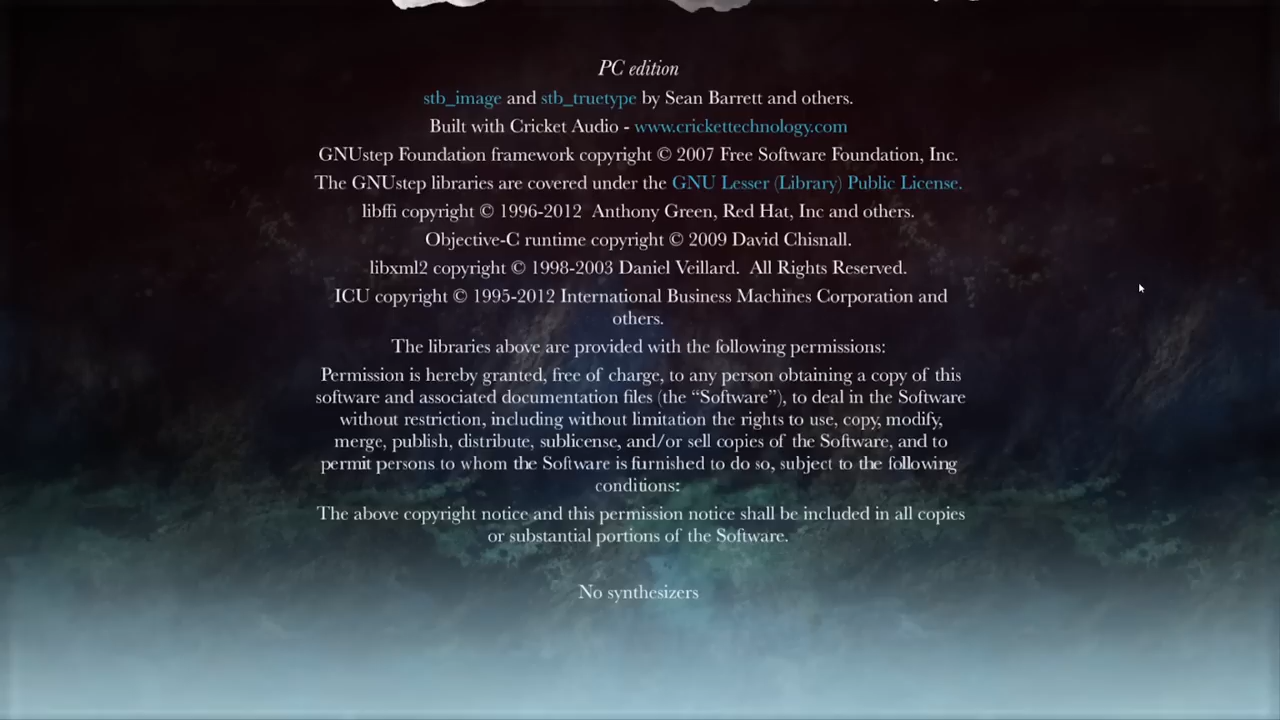 PC edition
stb_image and stb_truetype by Sean Barrett and others.
Built with Cricket Audio - www.crickettechnology.com
GNUstep Foundation framework copyright © 2007 Free Software Foundation, Inc.
The GNUstep libraries are covered under the GNU Lesser (Library) Public License.
libffi copyright © 1996-2012 Anthony Green, Red Hat, Inc and others.
Objective-C runtime copyright © 2009 David Chisnall.
libxml2 copyright © 1998-2003 Daniel Veillard. All Rights Reserved.
ICU copyright © 1995-2012 International Business Machines Corporation and
others.
The libraries above are provided with the following permissions:
Permission is hereby granted, free of charge, to any person obtaining a copy of this
software and associated documentation files (the “Software”), to deal in the Software
without restriction, including without limitation the rights to use, copy, modify,
merge, publish, distribute, sublicense, and/or sell copies of the Software, and to
permit persons to whom the Software is furnished to do so, subject to the following
conditions:
The above copyright notice and this permission notice shall be included in all copies
or substantial portions of the Software.
No synthesizers